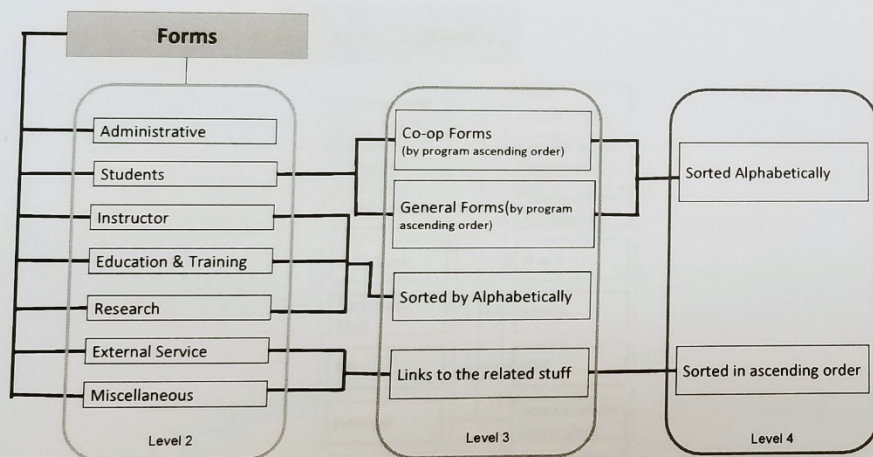 Forms
Administrative
Students
Instructor
Education & Training
Research
External Service
Miscellaneous
Level 2
Co-op Forms
(by program ascending order)
General Forms(by program
ascending order)
Sorted by Alphabetically
Links to the related stuff
Level 3
Sorted Alphabetically
Sorted in ascending order
Level 4